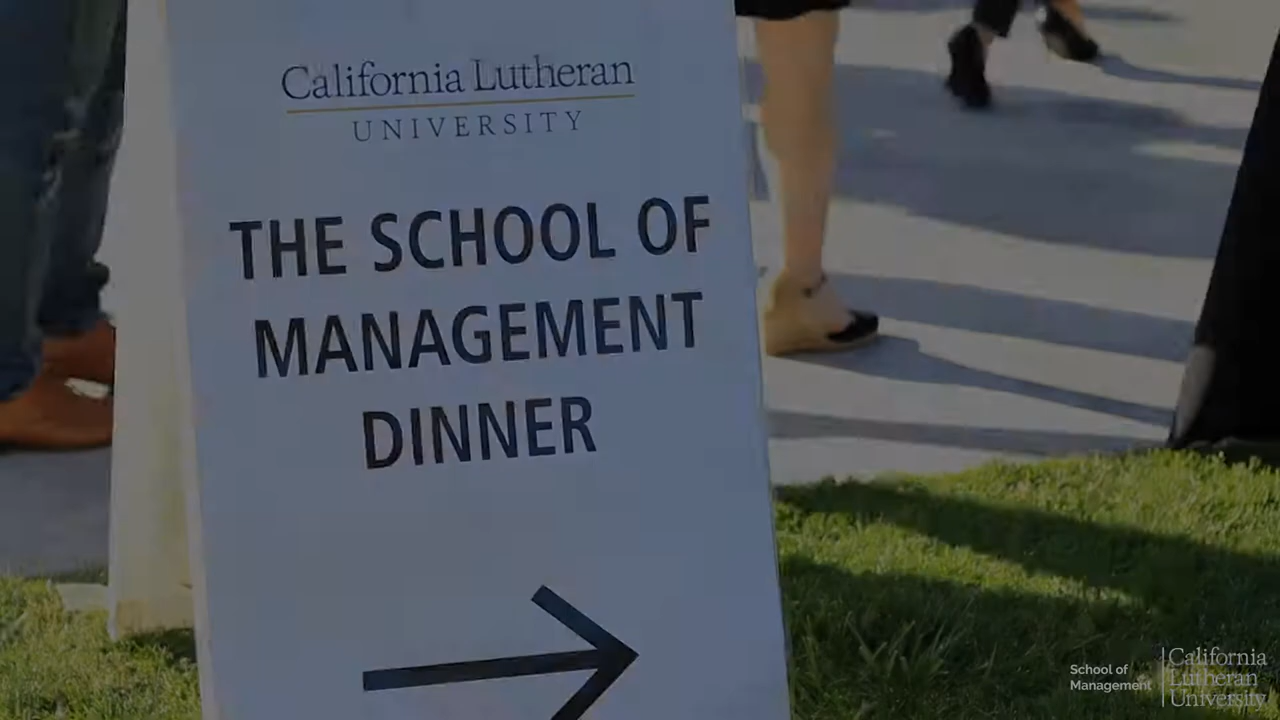 California Lutheran
UNIVERSITY
THE SCHOOL OF
MANAGEMENT
DINNER
School of
Management
California
Lutheran
University